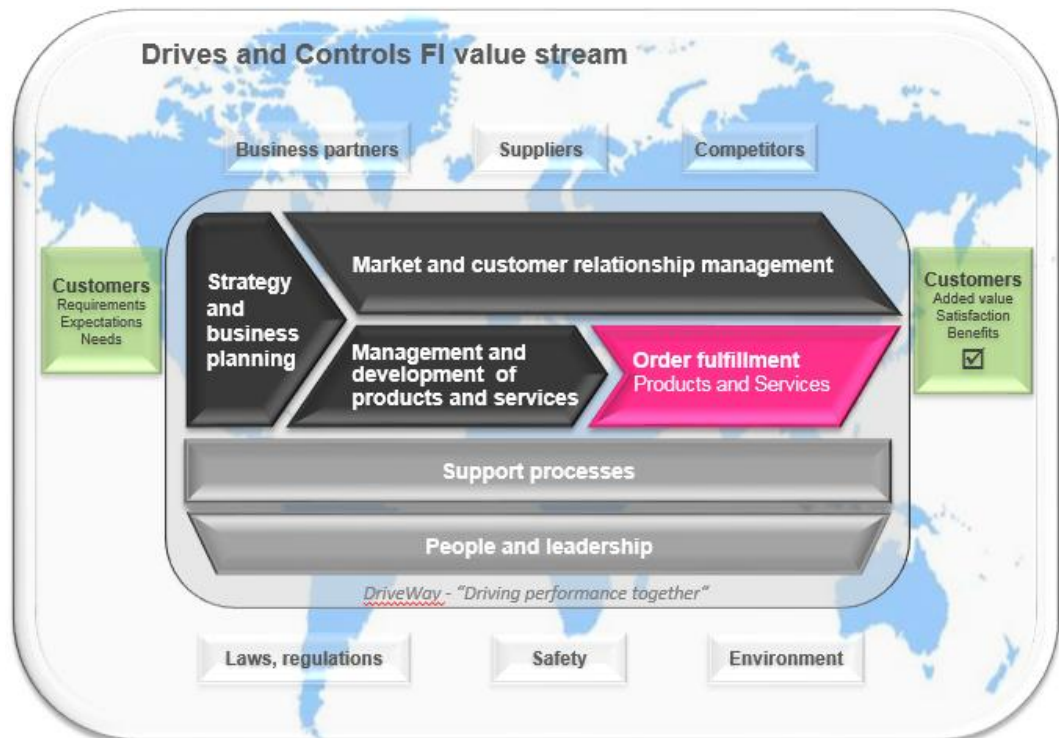 Drives and Controls FI value stream
Business partners
Suppliers
Competitors
Customers
Requirements
Expectations
Needs
Strategy
and
business
planning
Market and customer relationship management
Management and
development of
products and services
Order fulfillment
Products and Services
Customers
Added value
Satisfaction
Benefits
Support processes
People and leadership
DriveWay - “Driving performance together“
Laws, regulations
Safety
Environment